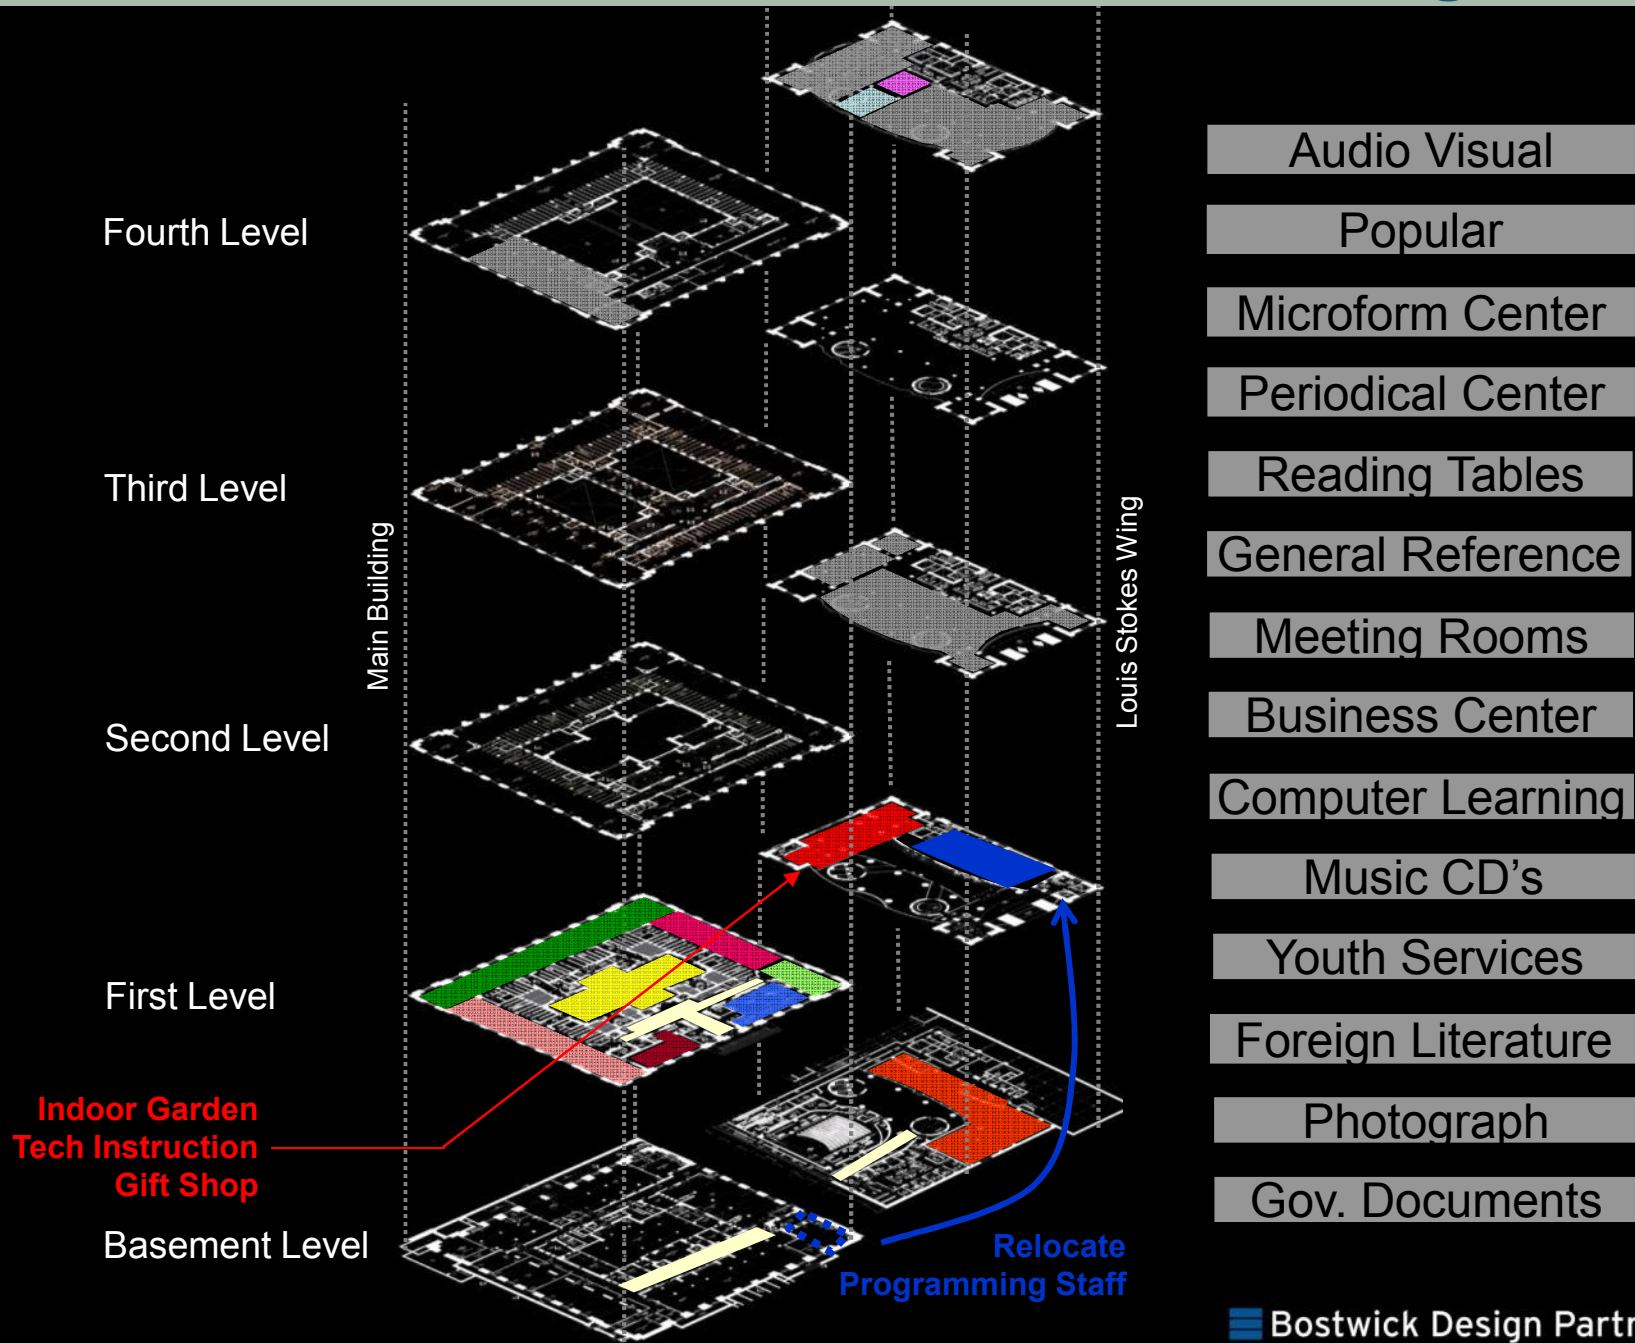 Fourth Level
Third Level
Second Level
First Level
Basement Level
Main Building
Louis Stokes Wing
Indoor Garden
Tech Instruction
Gift Shop
Relocate
Programming Staff
Audio Visual
Popular
Microform Center
Periodical Center
Reading Tables
General Reference
Meeting Rooms
Business Center
Computer Learning
Music CD's
Youth Services
Foreign Literature
Photograph
Gov. Documents
Bostwick Design Partn